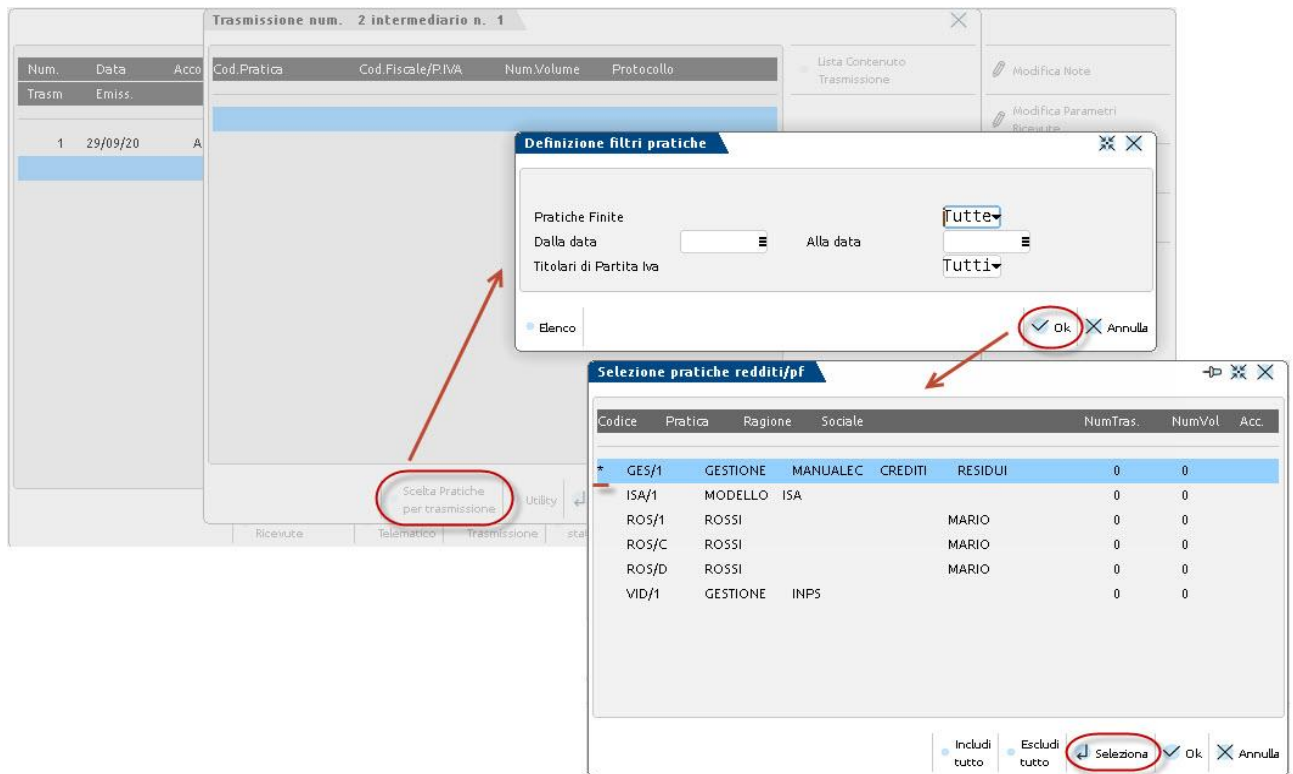 Trasmissione num. 2 intermediario n. 1
Num. Data Acco
Trasm Emiss.
1 29/09/20 A
Cod.Pratica Cod.Fiscale/P.IVA Num.Volume Protocollo
Lista Contenuto
Trasmissione
Modifica Note
Modifica Parametri
Ricevute
Definizione filtri pratiche
Pratiche Finite Tutte
Dalla data Alla data
Titolari di Partita Iva Tutti
Elenco Ok Annulla
Scelta Pratiche
per trasmissione
Utility
Ricevute Telematico Trasmissione
Selezione pratiche redditi/pf
Codice Pratica Ragione Sociale NumTras. NumVol Acc.
* GES/1 GESTIONE MANUALEC CREDITI RESIDUI 0 0
ISA/1 MODELLO ISA 0 0
ROS/1 ROSSI MARIO 0 0
ROS/C ROSSI MARIO 0 0
ROS/D ROSSI MARIO 0 0
VID/1 GESTIONE INPS 0 0
Includi
tutto
Escludi
tutto
Seleziona Ok Annulla